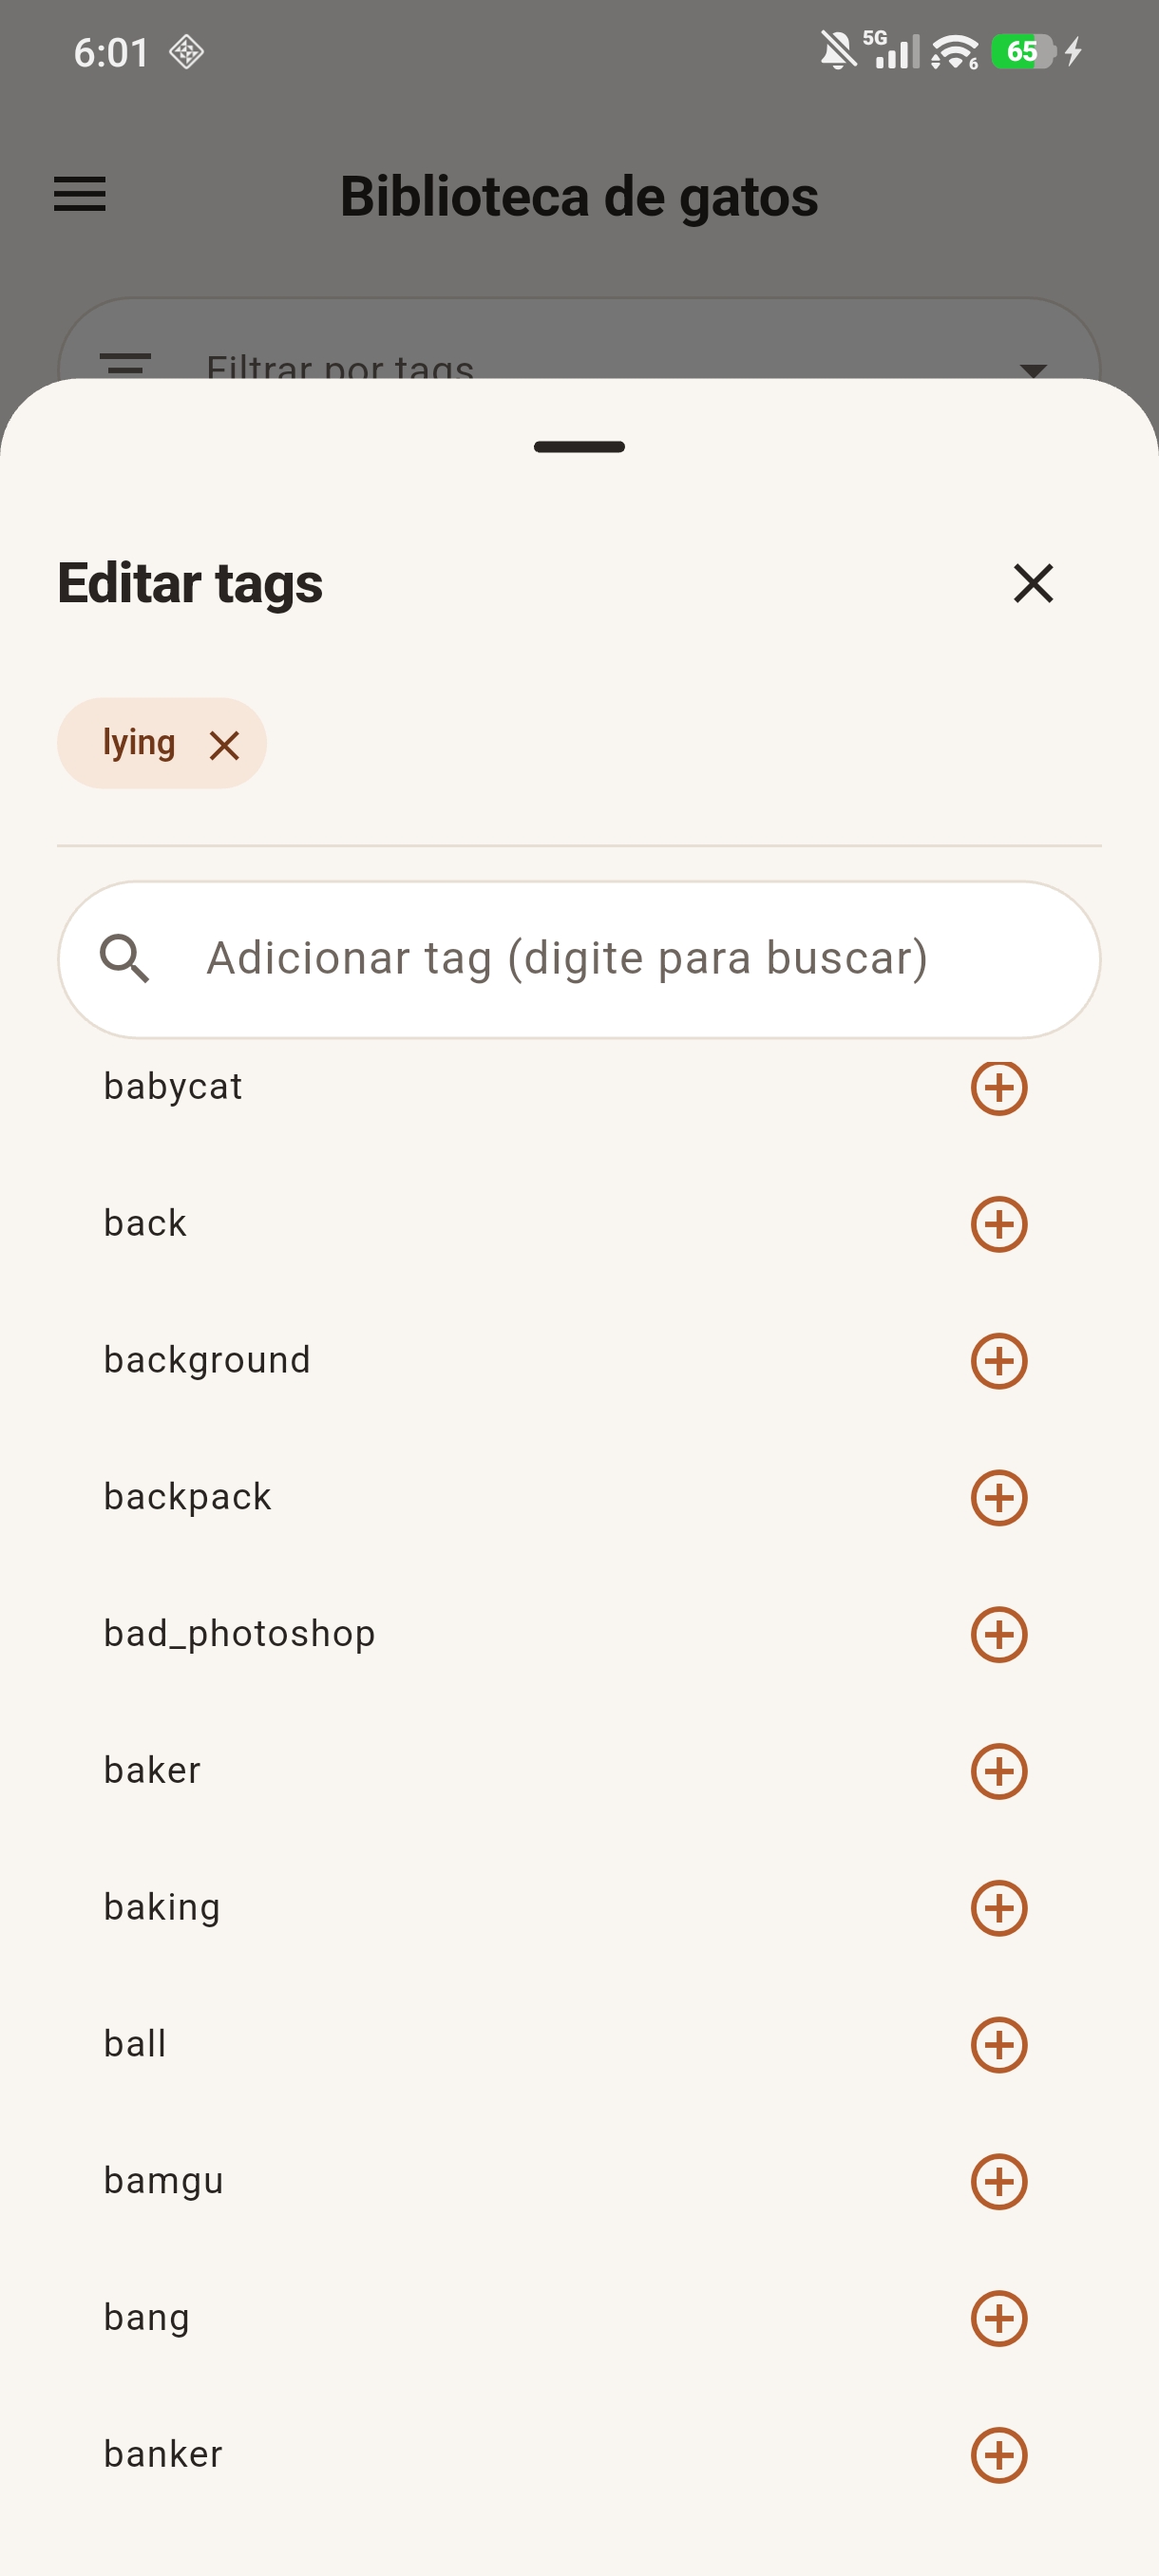 6:01
5G
6
65
Biblioteca de gatos
Filtrar por tags
Editar tags
lying
Adicionar tag (digite para buscar)
babycat
back
background
backpack
bad_photoshop
baker
baking
ball
bamgu
bang
banker